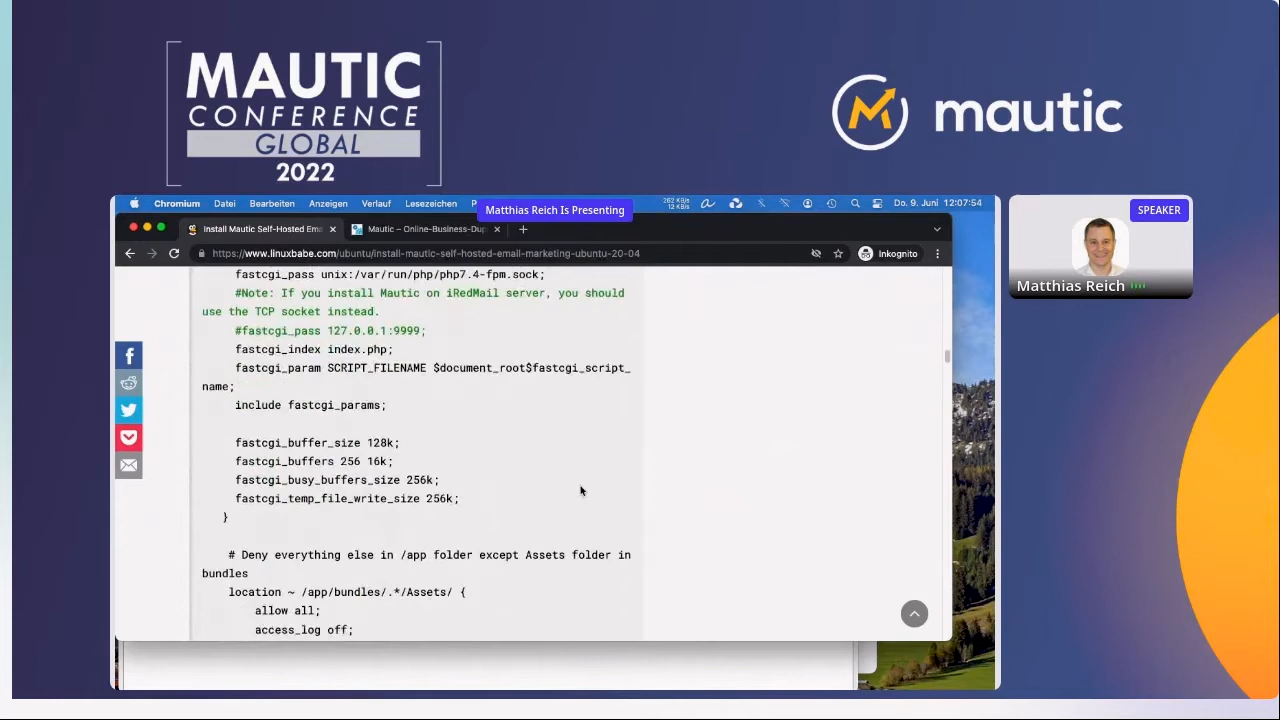 MAUTIC
CONFERENCE
GLOBAL
2022
mautic
Chromium Datei Bearbeiten Anzeigen Verlauf Lesezeichen P
262 KB/s
12 KB/s
Do. 9. Juni 12:07:54
Matthias Reich Is Presenting
SPEAKER
Matthias Reich
Install Mautic Self-Hosted Ema
Mautic – Online-Business-Dup
https://www.linuxbabe.com/ubuntu/install-mautic-self-hosted-email-marketing-ubuntu-20-04
Inkognito
fastcgi_pass unix:/var/run/php/php7.4-fpm.sock;
#Note: If you install Mautic on iRedMail server, you should
use the TCP socket instead.
#fastcgi_pass 127.0.0.1:9999;
fastcgi_index index.php;
fastcgi_param SCRIPT_FILENAME $document_root$fastcgi_script_
name;
include fastcgi_params;
fastcgi_buffer_size 128k;
fastcgi_buffers 256 16k;
fastcgi_busy_buffers_size 256k;
fastcgi_temp_file_write_size 256k;
}
# Deny everything else in /app folder except Assets folder in
bundles
location ~ /app/bundles/.*/Assets/ {
allow all;
access_log off;